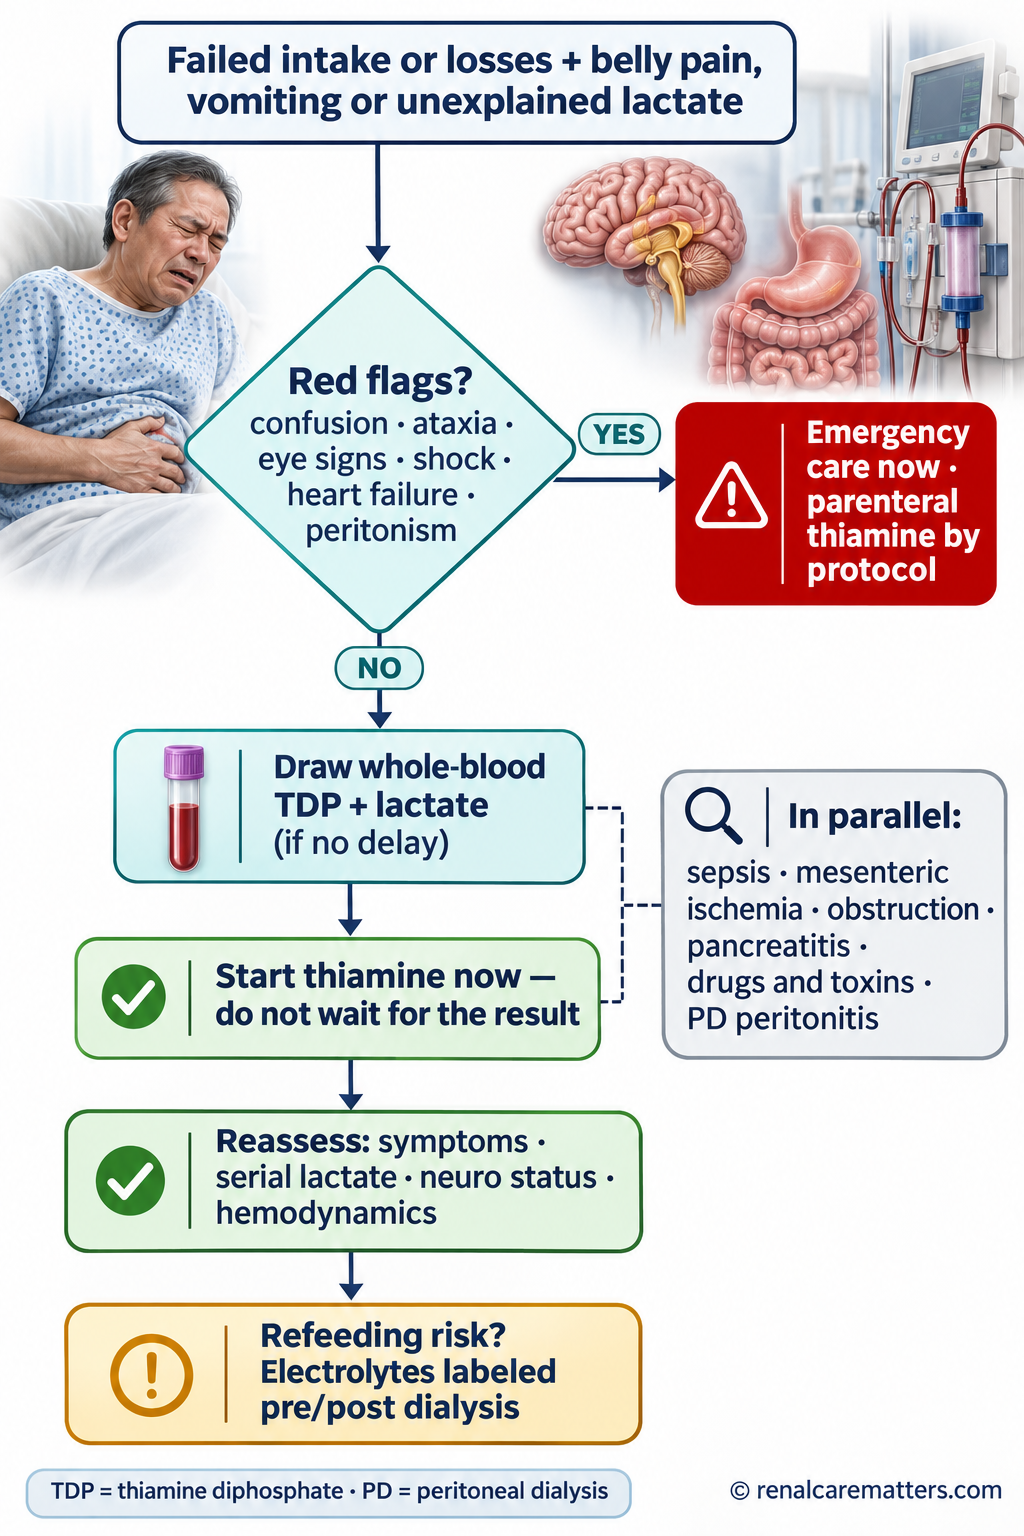 Failed intake or losses + belly pain,
vomiting or unexplained lactate
Red flags?
confusion · ataxia ·
eye signs · shock ·
heart failure ·
peritonism
YES
Emergency
care now ·
parenteral
thiamine by
protocol
NO
Draw whole-blood
TDP + lactate
(if no delay)
In parallel:
sepsis · mesenteric
ischemia · obstruction ·
pancreatitis ·
drugs and toxins ·
PD peritonitis
Start thiamine now —
do not wait for the result
Reassess: symptoms ·
serial lactate · neuro status ·
hemodynamics
Refeeding risk?
Electrolytes labeled
pre/post dialysis
TDP = thiamine diphosphate · PD = peritoneal dialysis
© renalcarematters.com